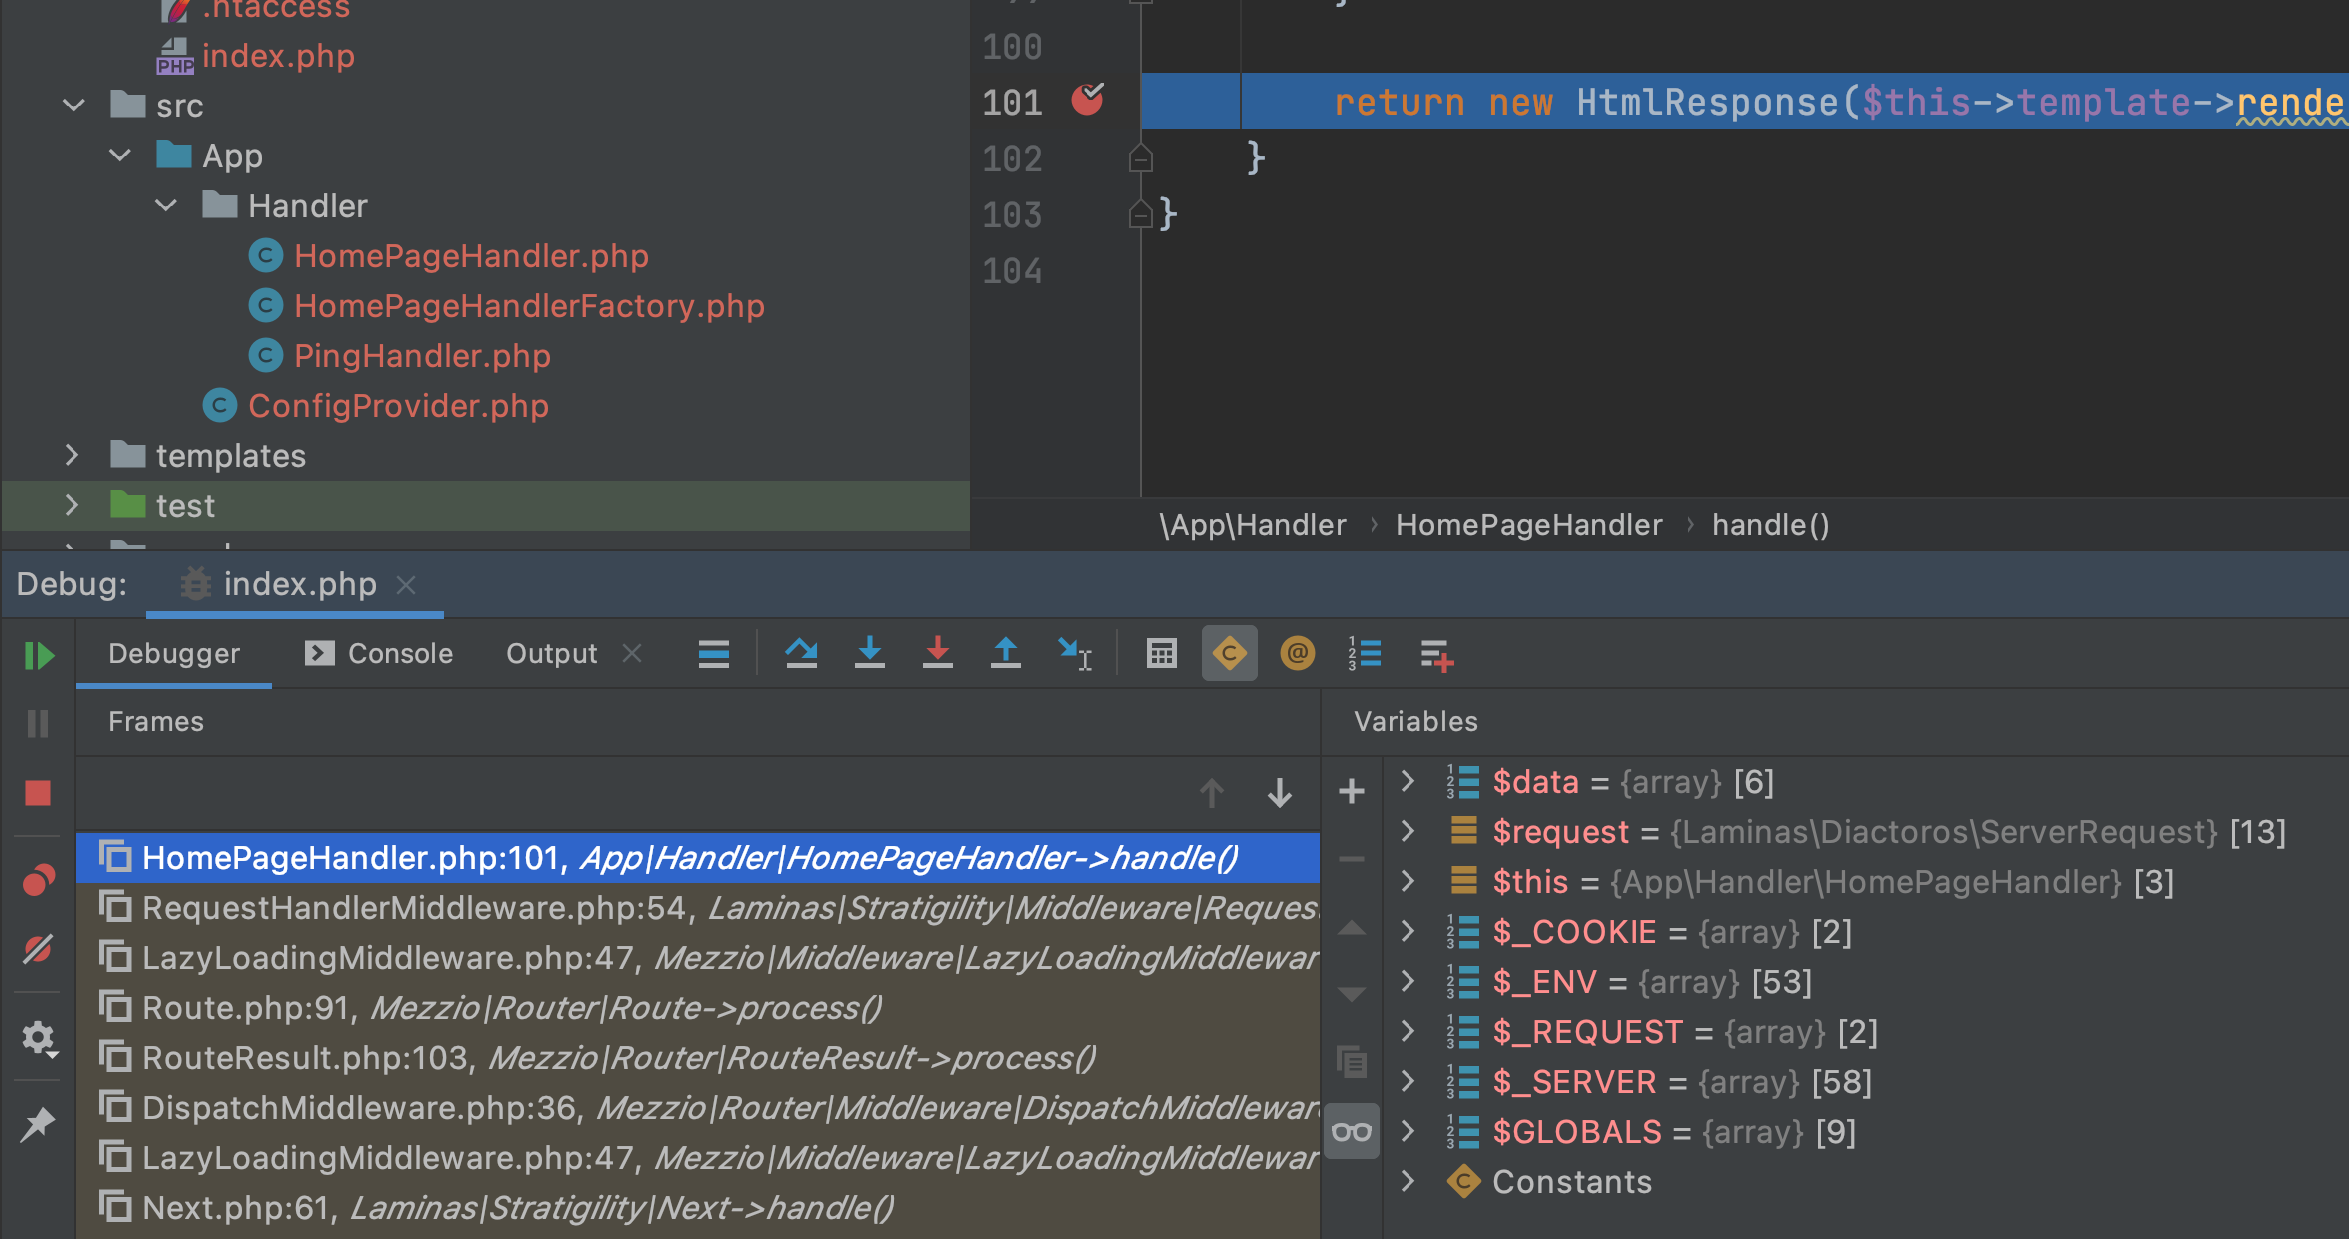 .htaccess
index.php
src
App
Handler
HomePageHandler.php
HomePageHandlerFactory.php
PingHandler.php
ConfigProvider.php
templates
test
100
101 return new HtmlResponse($this->template->rende
102 }
103 }
104
\App\Handler › HomePageHandler › handle()
Debug: index.php
Debugger Console Output
Frames
HomePageHandler.php:101, App|Handler|HomePageHandler->handle()
RequestHandlerMiddleware.php:54, Laminas|Stratigility|Middleware|Reques
LazyLoadingMiddleware.php:47, Mezzio|Middleware|LazyLoadingMiddlewar
Route.php:91, Mezzio|Router|Route->process()
RouteResult.php:103, Mezzio|Router|RouteResult->process()
DispatchMiddleware.php:36, Mezzio|Router|Middleware|DispatchMiddlewar
LazyLoadingMiddleware.php:47, Mezzio|Middleware|LazyLoadingMiddlewar
Next.php:61, Laminas|Stratigility|Next->handle()
Variables
$data = {array} [6]
$request = {Laminas\Diactoros\ServerRequest} [13]
$this = {App\Handler\HomePageHandler} [3]
$_COOKIE = {array} [2]
$_ENV = {array} [53]
$_REQUEST = {array} [2]
$_SERVER = {array} [58]
$GLOBALS = {array} [9]
Constants